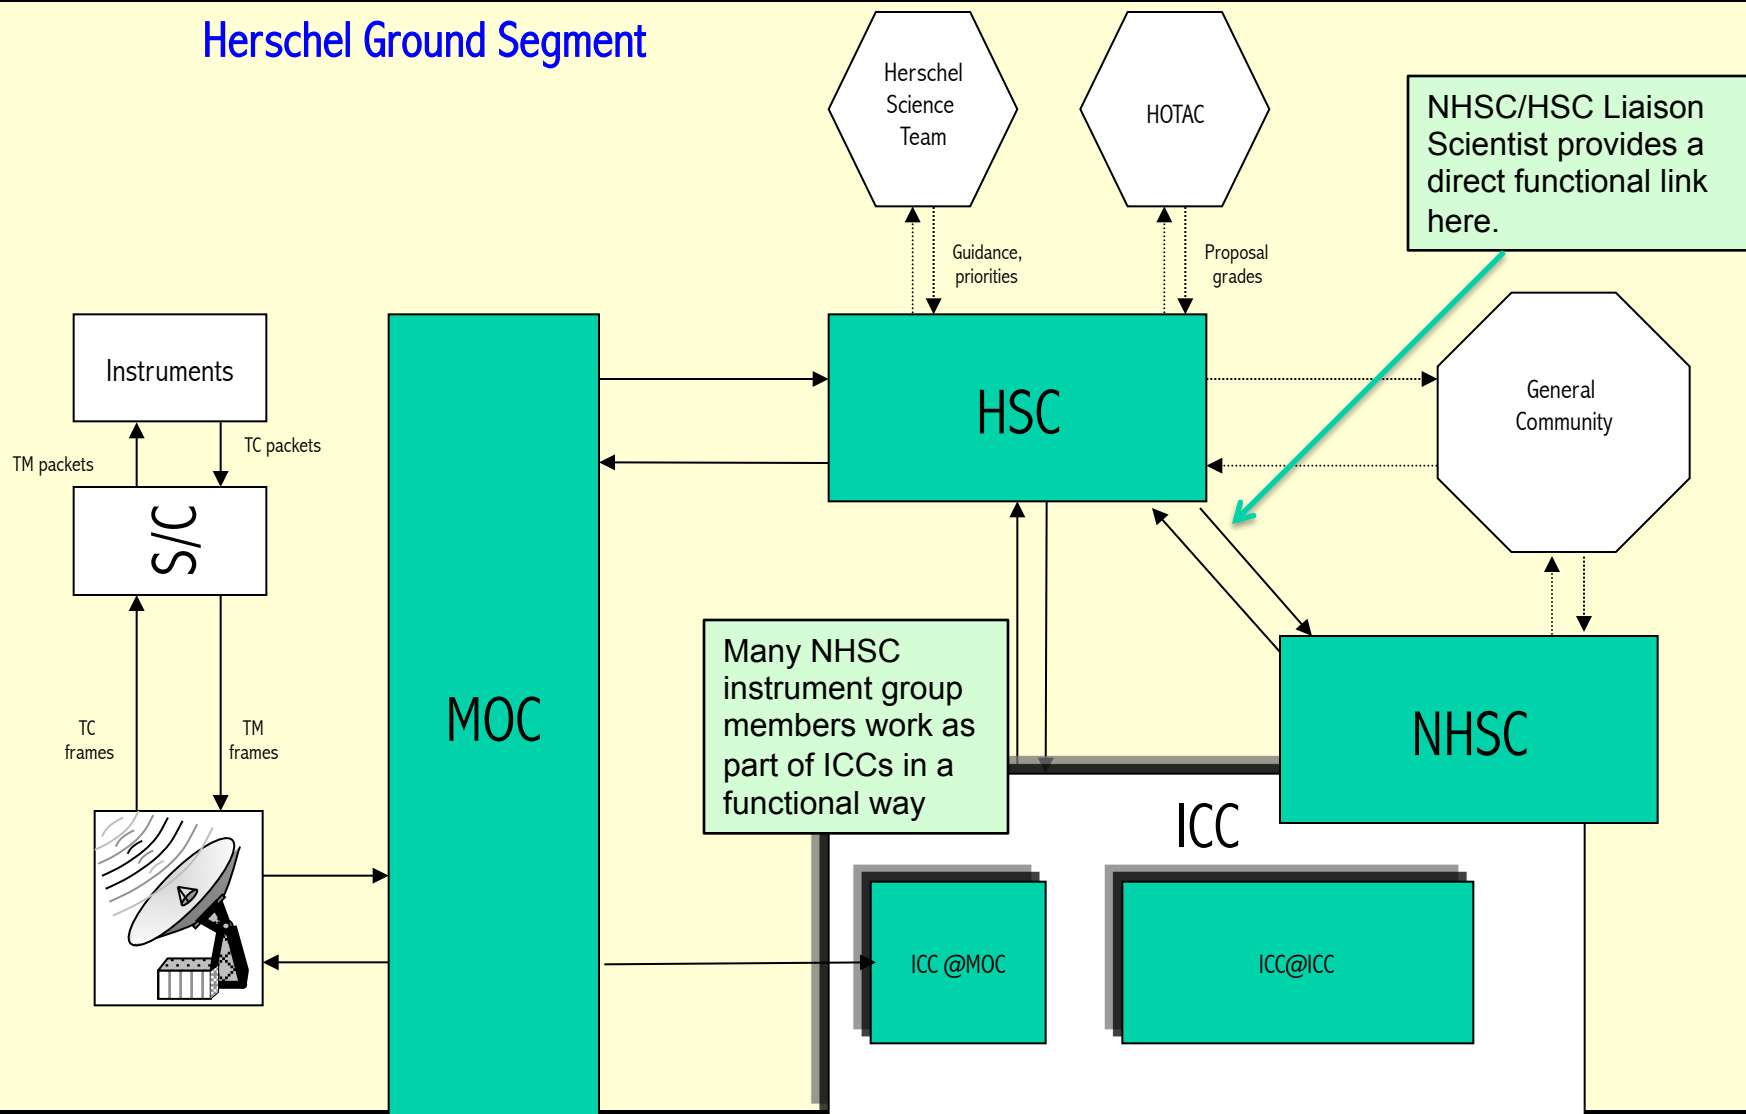 Herschel Ground Segment
Herschel
Science
Team
HOTAC
NHSC/HSC Liaison
Scientist provides a
direct functional link
here.
Guidance,
priorities
Proposal
grades
Instruments
TM packets
TC packets
S/C
TC
frames
TM
frames
MOC
HSC
General
Community
Many NHSC
instrument group
members work as
part of ICCs in a
functional way
NHSC
ICC
ICC @MOC
ICC@ICC